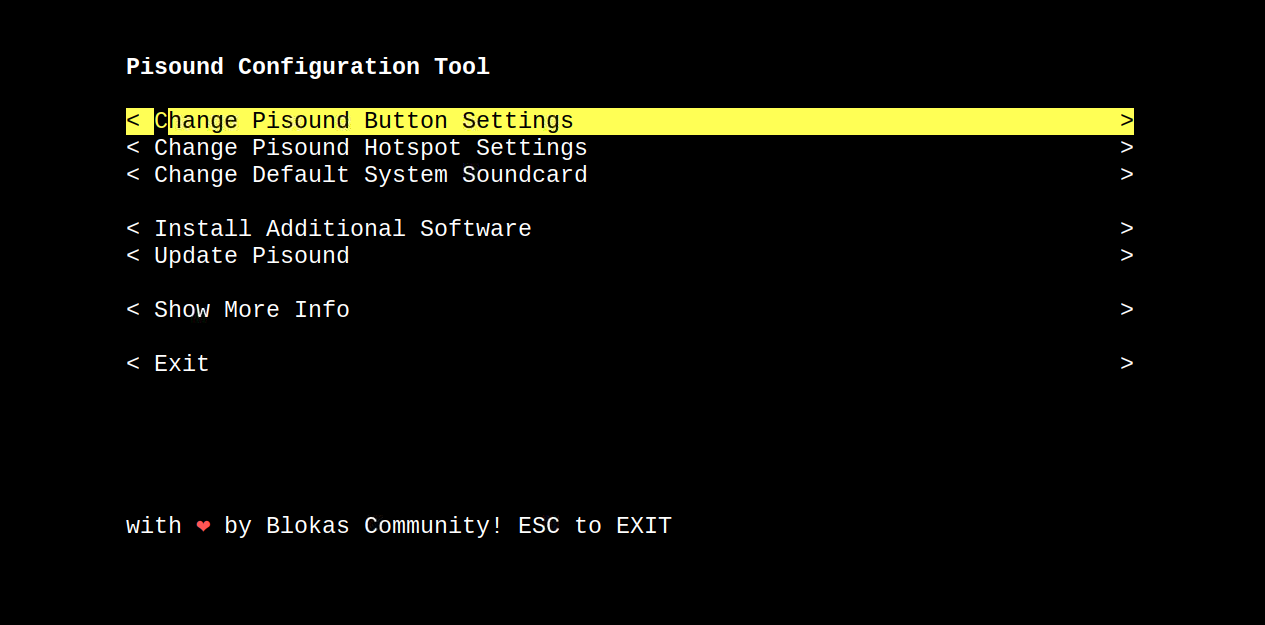 Pisound Configuration Tool
< Change Pisound Button Settings >
< Change Pisound Hotspot Settings >
< Change Default System Soundcard >
< Install Additional Software >
< Update Pisound >
< Show More Info >
< Exit >
with ❤ by Blokas Community! ESC to EXIT